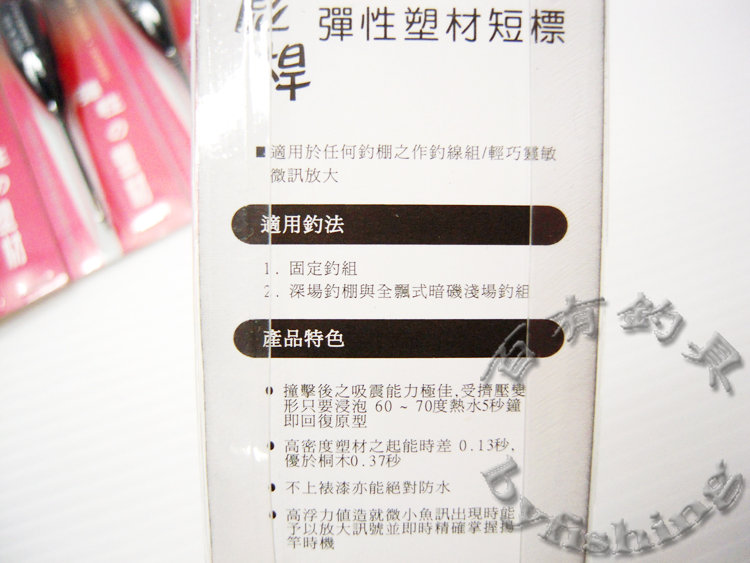 彈性塑材短標
桿
■適用於任何釣棚之作釣線組/輕巧靈敏
微訊放大
適用釣法
1. 固定釣組
2. 深場釣棚與全飄式暗磯淺場釣組
產品特色
撞擊後之吸震能力極佳,受擠壓變
形只要浸泡 60 ~ 70度熱水5秒鐘
即回復原型
高密度塑材之起能時差 0.13秒,
優於桐木0.37秒
不上裱漆亦能絕對防水
高浮力值造就微小魚訊出現時能
予以放大訊號並即時精確掌握揚
竿時機
百有釣具
byfishing